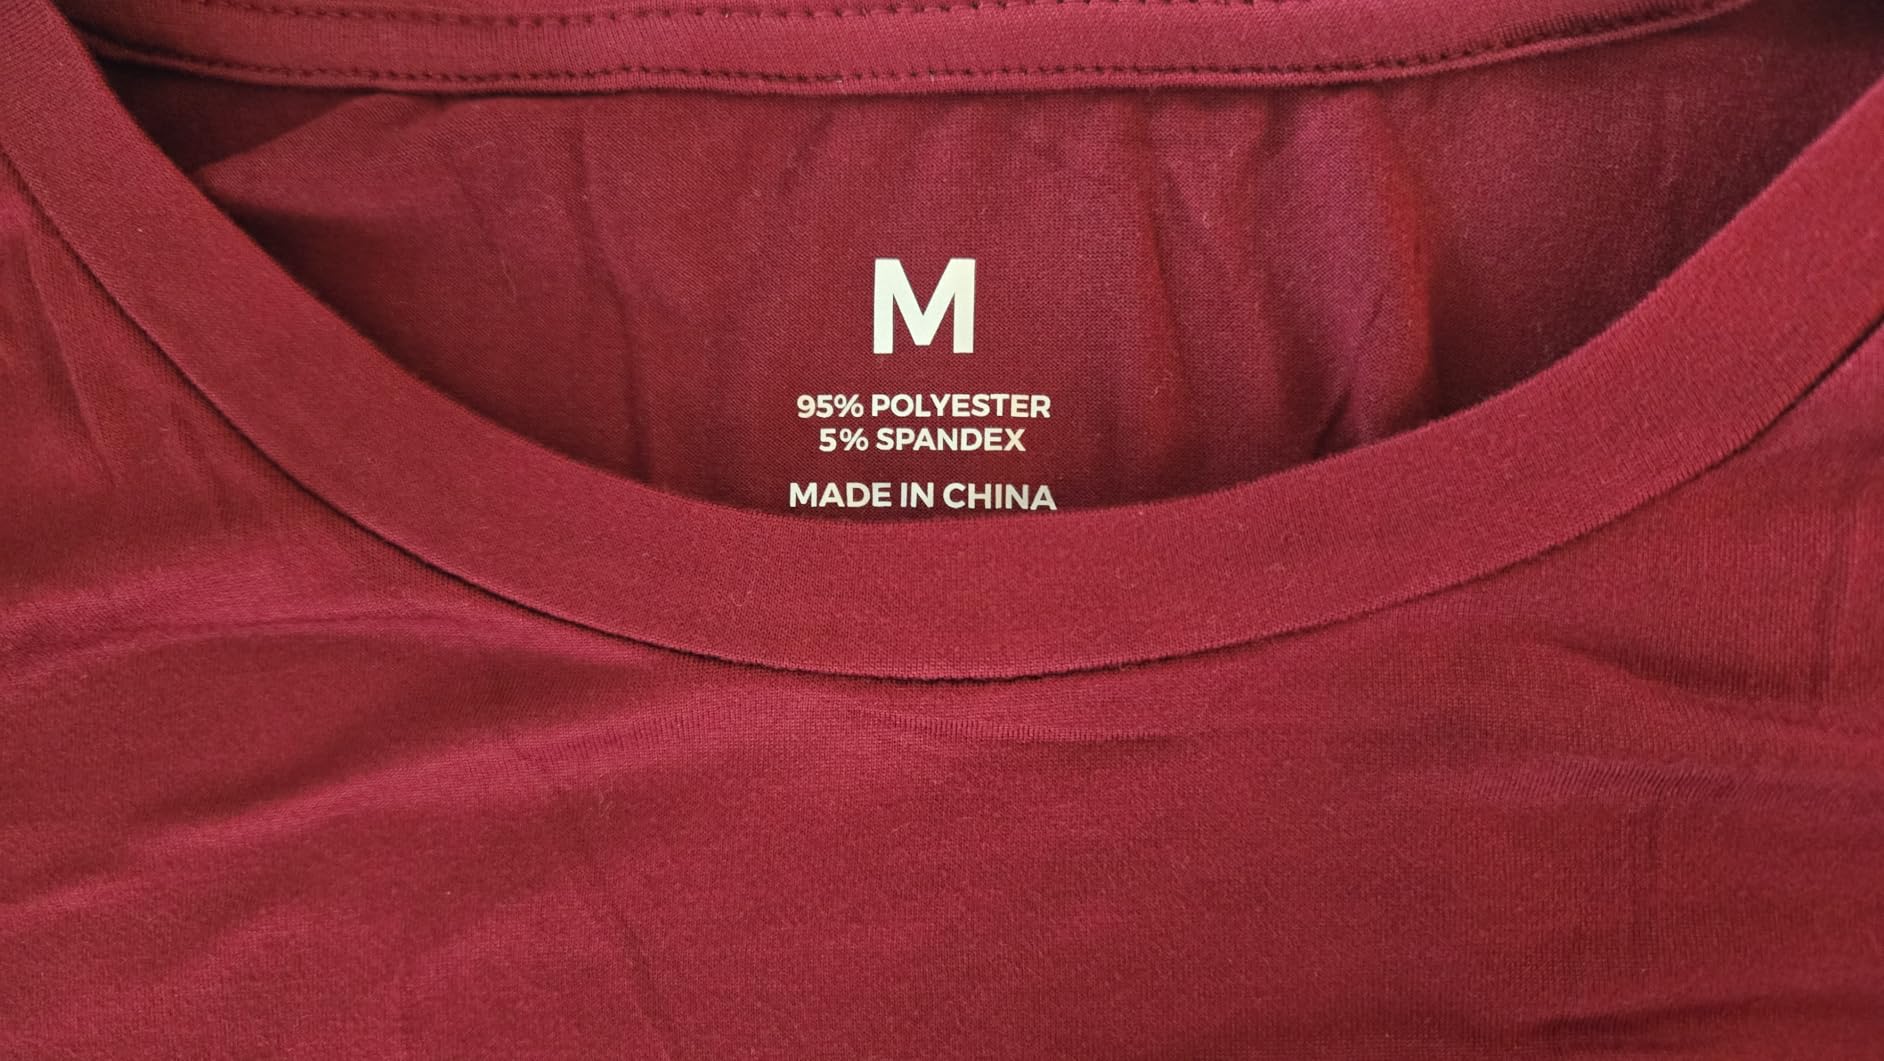 M
95% POLYESTER
5% SPANDEX
MADE IN CHINA